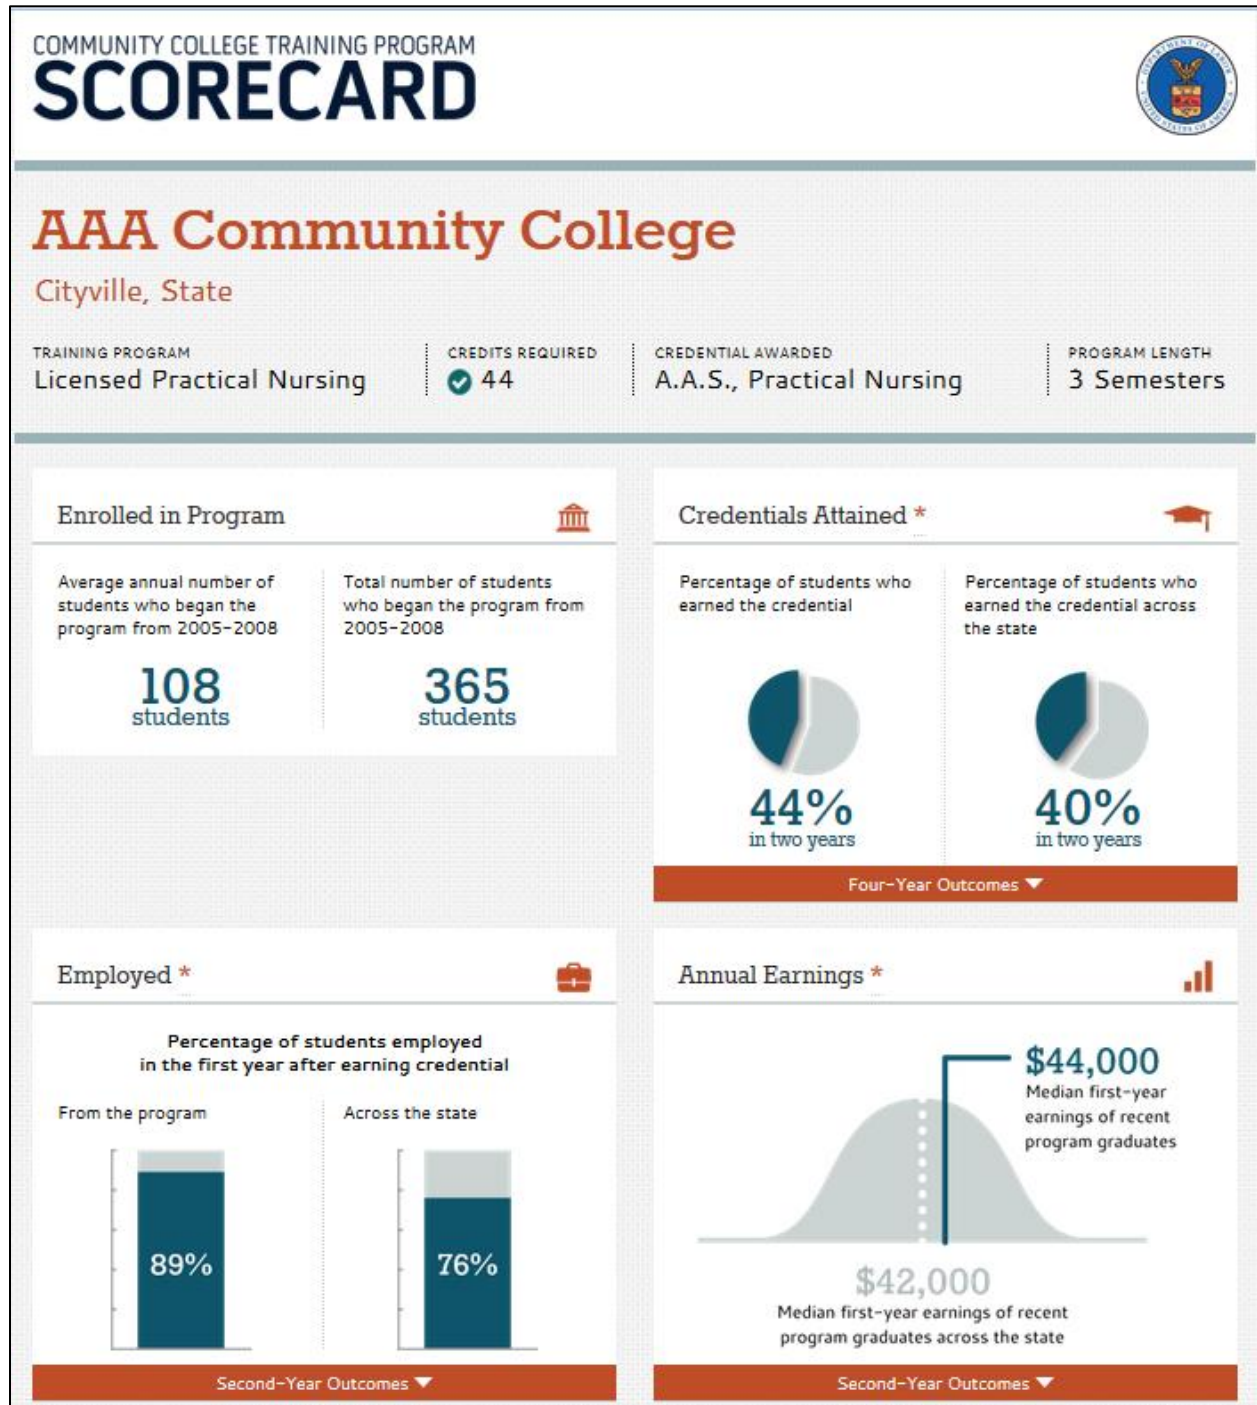 COMMUNITY COLLEGE TRAINING PROGRAM
SCORECARD
DEPARTMENT OF LABOR
UNITED STATES OF AMERICA
AAA Community College
Cityville, State
TRAINING PROGRAM
Licensed Practical Nursing
CREDITS REQUIRED
44
CREDENTIAL AWARDED
A.A.S., Practical Nursing
PROGRAM LENGTH
3 Semesters
Enrolled in Program
Average annual number of
students who began the
program from 2005-2008
108
students
Total number of students
who began the program from
2005-2008
365
students
Credentials Attained *
Percentage of students who
earned the credential
44%
in two years
Percentage of students who
earned the credential across
the state
40%
in two years
Four-Year Outcomes
Employed *
Percentage of students employed
in the first year after earning credential
From the program
89%
Across the state
76%
Second-Year Outcomes
Annual Earnings *
$44,000
Median first-year
earnings of recent
program graduates
$42,000
Median first-year earnings of recent
program graduates across the state
Second-Year Outcomes